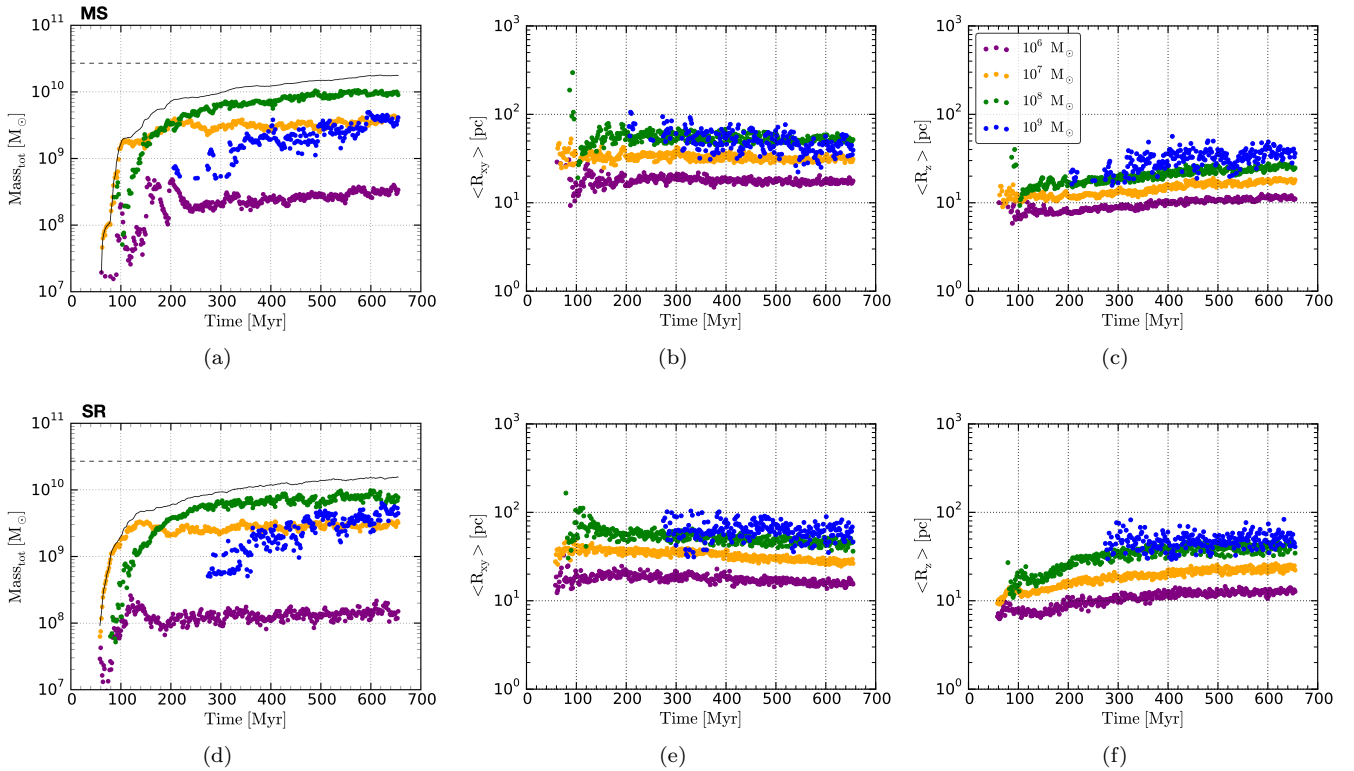 MS
10^11
10^10
10^9
10^8
10^7
Mass_tot [M_⊙]
0 100 200 300 400 500 600 700
Time [Myr]
(a)
10^3
10^2
10^1
10^0
<R_xy> [pc]
0 100 200 300 400 500 600 700
Time [Myr]
(b)
10^3
10^2
10^1
10^0
<R_z> [pc]
10^6 M_⊙
10^7 M_⊙
10^8 M_⊙
10^9 M_⊙
0 100 200 300 400 500 600 700
Time [Myr]
(c)
SR
10^11
10^10
10^9
10^8
10^7
Mass_tot [M_⊙]
0 100 200 300 400 500 600 700
Time [Myr]
(d)
10^3
10^2
10^1
10^0
<R_xy> [pc]
0 100 200 300 400 500 600 700
Time [Myr]
(e)
10^3
10^2
10^1
10^0
<R_z> [pc]
0 100 200 300 400 500 600 700
Time [Myr]
(f)